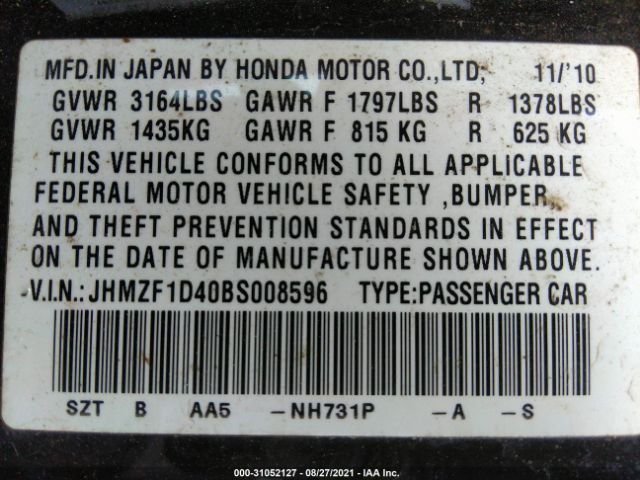 MFD.IN JAPAN BY HONDA MOTOR CO.,LTD, 11/'10
GVWR 3164LBS GAWR F 1797LBS R 1378LBS
GVWR 1435KG GAWR F 815 KG R 625 KG
THIS VEHICLE CONFORMS TO ALL APPLICABLE
FEDERAL MOTOR VEHICLE SAFETY ,BUMPER,
AND THEFT PREVENTION STANDARDS IN EFFECT
ON THE DATE OF MANUFACTURE SHOWN ABOVE.
V.I.N.:JHMZF1D40BS008596 TYPE:PASSENGER CAR
SZT B AA5 -NH731P -A -S
000-31052127 - 08/27/2021 - IAA Inc.